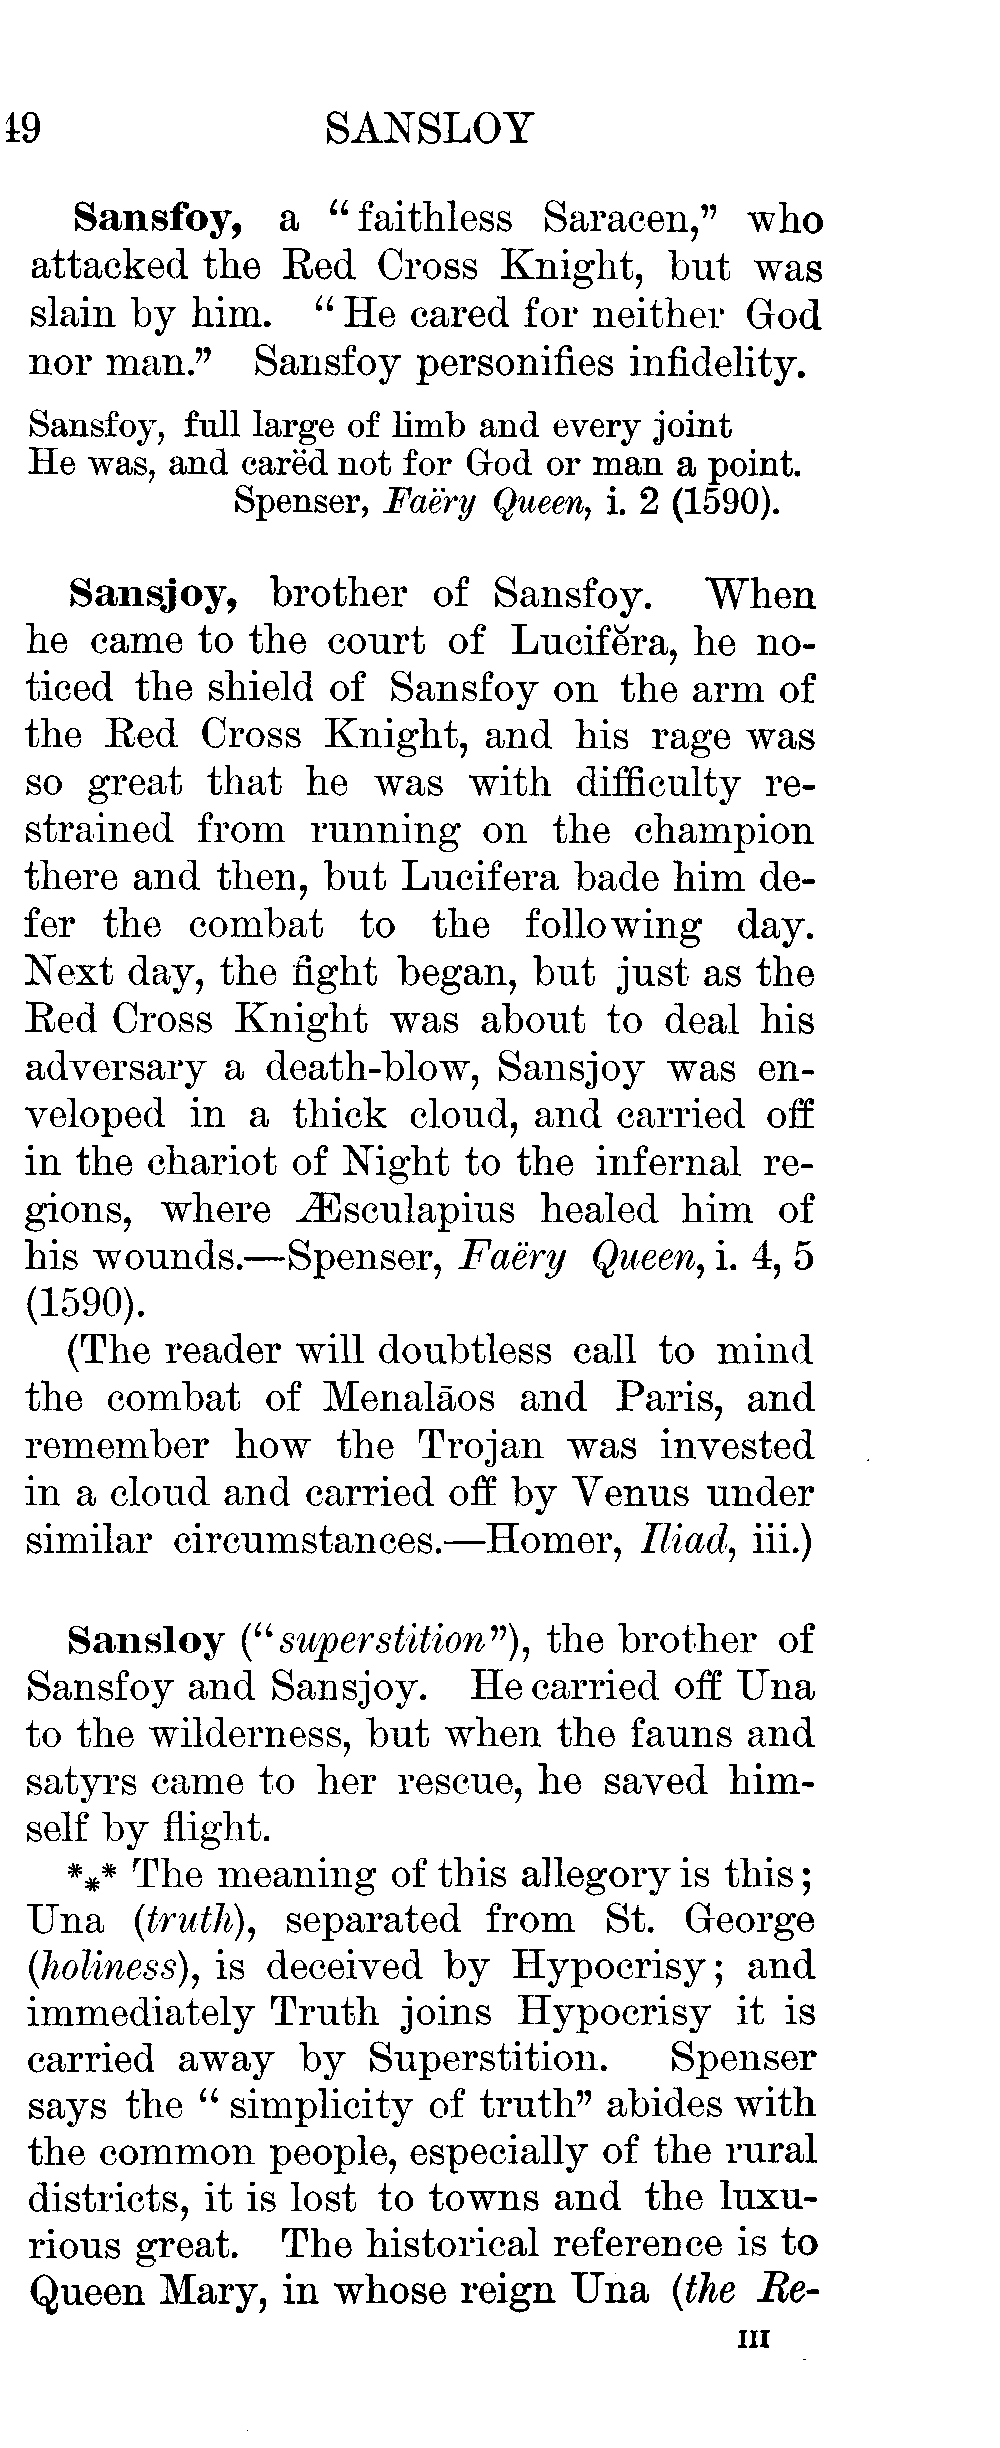 49 SANSLOY
Sansfoy, a “faithless Saracen,” who
attacked the Red Cross Knight, but was
slain by him. “He cared for neither God
nor man.” Sansfoy personifies infidelity.
Sansfoy, full large of limb and every joint
He was, and carëd not for God or man a point.
Spenser, Faëry Queen, i. 2 (1590).
Sansjoy, brother of Sansfoy. When
he came to the court of Lucifĕra, he no-
ticed the shield of Sansfoy on the arm of
the Red Cross Knight, and his rage was
so great that he was with difficulty re-
strained from running on the champion
there and then, but Lucifera bade him de-
fer the combat to the following day.
Next day, the fight began, but just as the
Red Cross Knight was about to deal his
adversary a death-blow, Sansjoy was en-
veloped in a thick cloud, and carried off
in the chariot of Night to the infernal re-
gions, where Æsculapius healed him of
his wounds.—Spenser, Faëry Queen, i. 4, 5
(1590).
(The reader will doubtless call to mind
the combat of Menalāos and Paris, and
remember how the Trojan was invested
in a cloud and carried off by Venus under
similar circumstances.—Homer, Iliad, iii.)
Sansloy (“superstition”), the brother of
Sansfoy and Sansjoy. He carried off Una
to the wilderness, but when the fauns and
satyrs came to her rescue, he saved him-
self by flight.
*⁎* The meaning of this allegory is this;
Una (truth), separated from St. George
(holiness), is deceived by Hypocrisy; and
immediately Truth joins Hypocrisy it is
carried away by Superstition. Spenser
says the “simplicity of truth” abides with
the common people, especially of the rural
districts, it is lost to towns and the luxu-
rious great. The historical reference is to
Queen Mary, in whose reign Una (the Re-
III